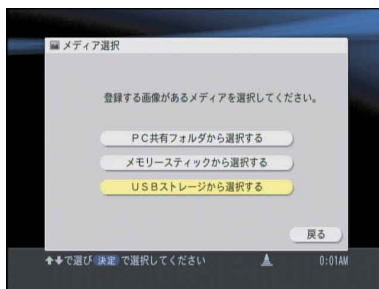 メディア選択
登録する画像があるメディアを選択してください。
PC共有フォルダから選択する
メモリースティックから選択する
USBストレージから選択する
戻る
↑↓で選び 決定 で選択してください 0:01AM